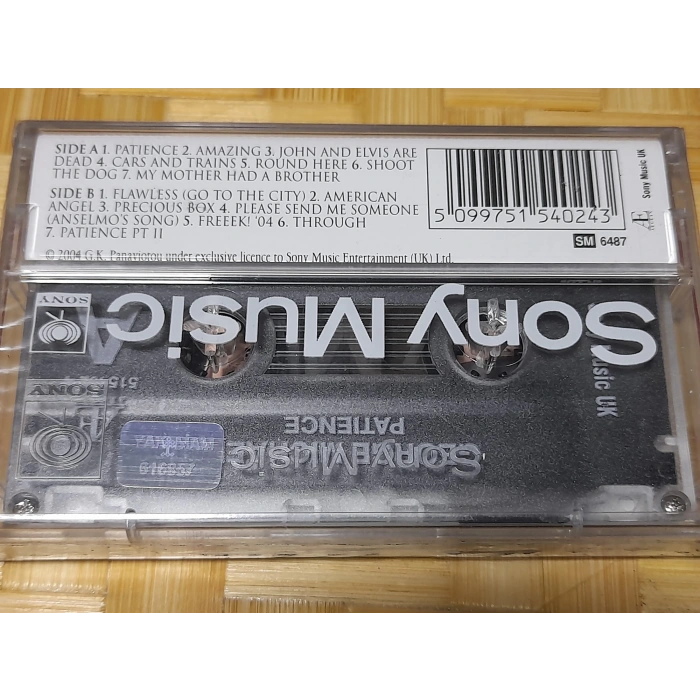 SIDE A 1. PATIENCE 2. AMAZING 3. JOHN AND ELVIS ARE
DEAD 4. CARS AND TRAINS 5. ROUND HERE 6. SHOOT
THE DOG 7. MY MOTHER HAD A BROTHER
SIDE B 1. FLAWLESS (GO TO THE CITY) 2. AMERICAN
ANGEL 3. PRECIOUS BOX 4. PLEASE SEND ME SOMEONE
(ANSELMO'S SONG) 5. FREEEK! '04 6. THROUGH
7. PATIENCE PT II
© 2004 G.K. Panayiotou under exclusive licence to Sony Music Entertainment (UK) Ltd.
5 099751 540243
SM 6487
Sony Music UK
Sony Music
SONY
A
SONY
UK
PATIENCE
Sony Music